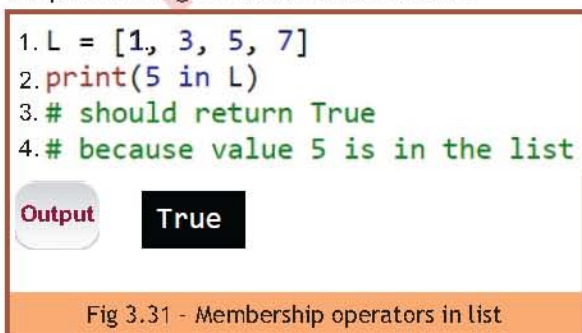 1. L = [1., 3, 5, 7]
2. print(5 in L)
3. # should return True
4. # because value 5 is in the list
Output True
Fig 3.31 - Membership operators in list